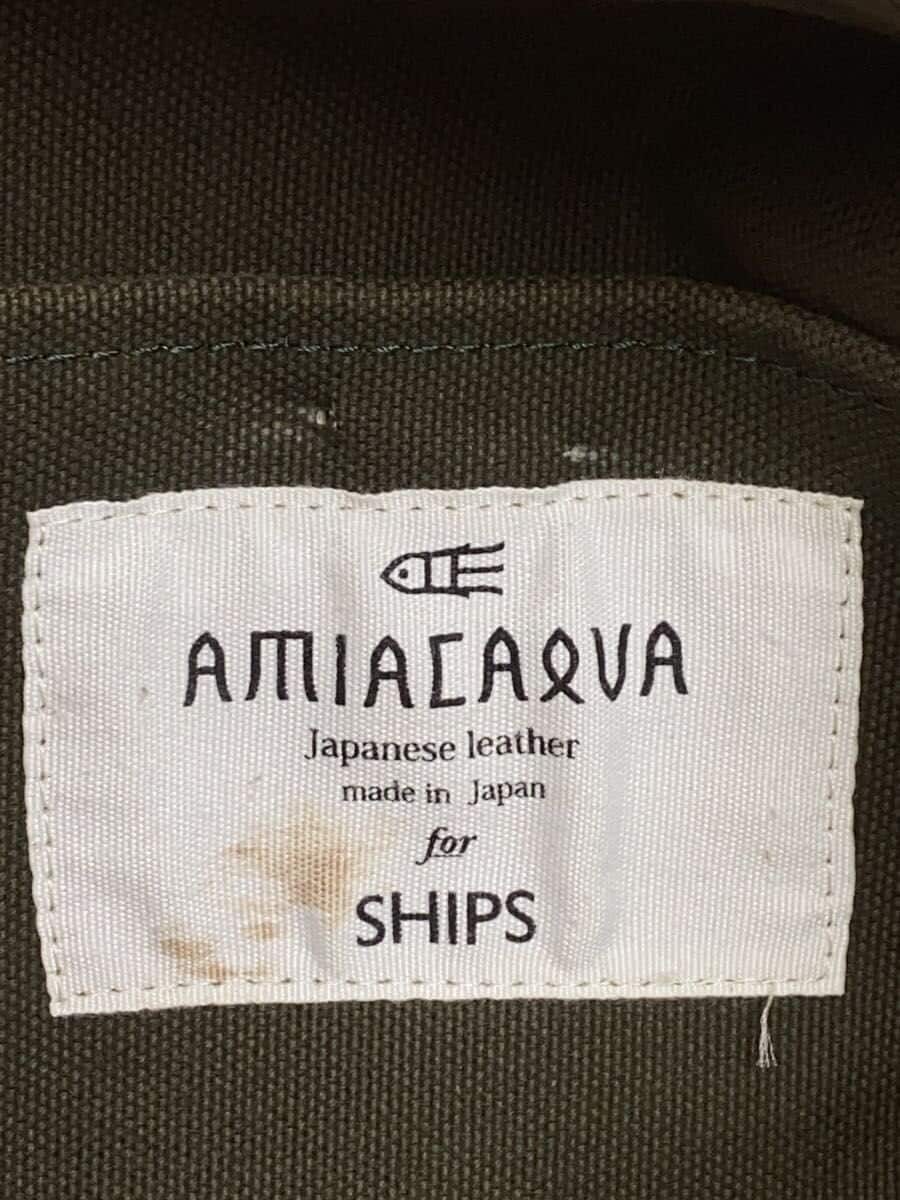 AMIACAQVA
Japanese leather
made in Japan
for
SHIPS